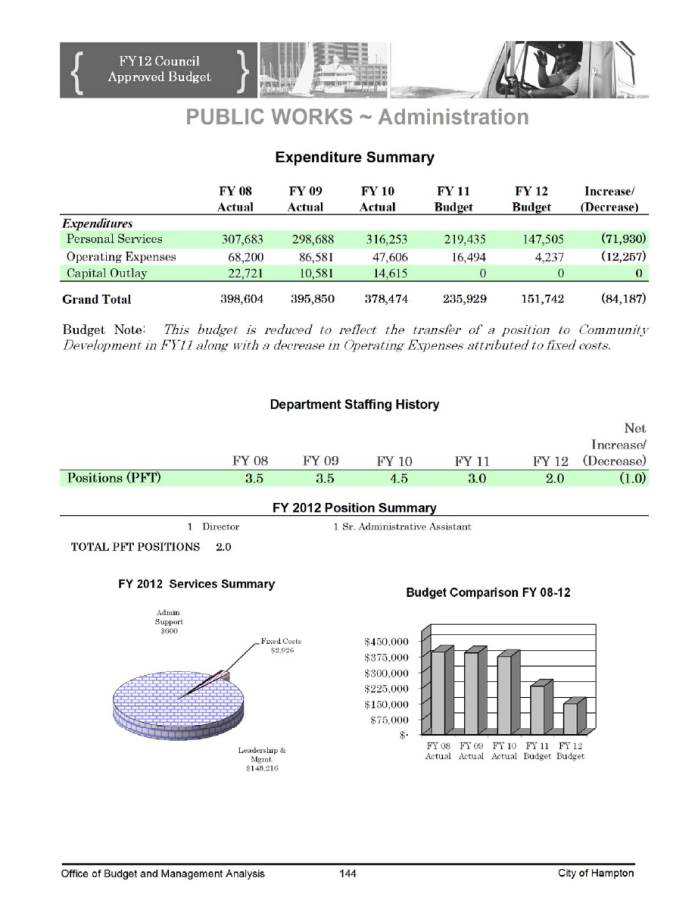 FY12 Council
Approved Budget
PUBLIC WORKS ~ Administration
Expenditure Summary
FY 08 FY 09 FY 10 FY 11 FY 12 Increase/
Actual Actual Actual Budget Budget (Decrease)
Expenditures
Personal Services 307,683 298,688 316,253 219,435 147,505 (71,930)
Operating Expenses 68,200 86,581 47,606 16,494 4,237 (12,257)
Capital Outlay 22,721 10,581 14,615 0 0 0
Grand Total 398,604 395,850 378,474 235,929 151,742 (84,187)
Budget Note: This budget is reduced to reflect the transfer of a position to Community
Development in FY11 along with a decrease in Operating Expenses attributed to fixed costs.
Department Staffing History
Net
Increase/
FY 08 FY 09 FY 10 FY 11 FY 12 (Decrease)
Positions (PFT) 3.5 3.5 4.5 3.0 2.0 (1.0)
FY 2012 Position Summary
1 Director 1 Sr. Administrative Assistant
TOTAL PFT POSITIONS 2.0
FY 2012 Services Summary
Admin
Support
$600
Fixed Costs
$2,926
Leadership &
Mgmt.
$148,216
Budget Comparison FY 08-12
$450,000
$375,000
$300,000
$225,000
$150,000
$75,000
$-
FY 08 FY 09 FY 10 FY 11 FY 12
Actual Actual Actual Budget Budget
Office of Budget and Management Analysis 144 City of Hampton